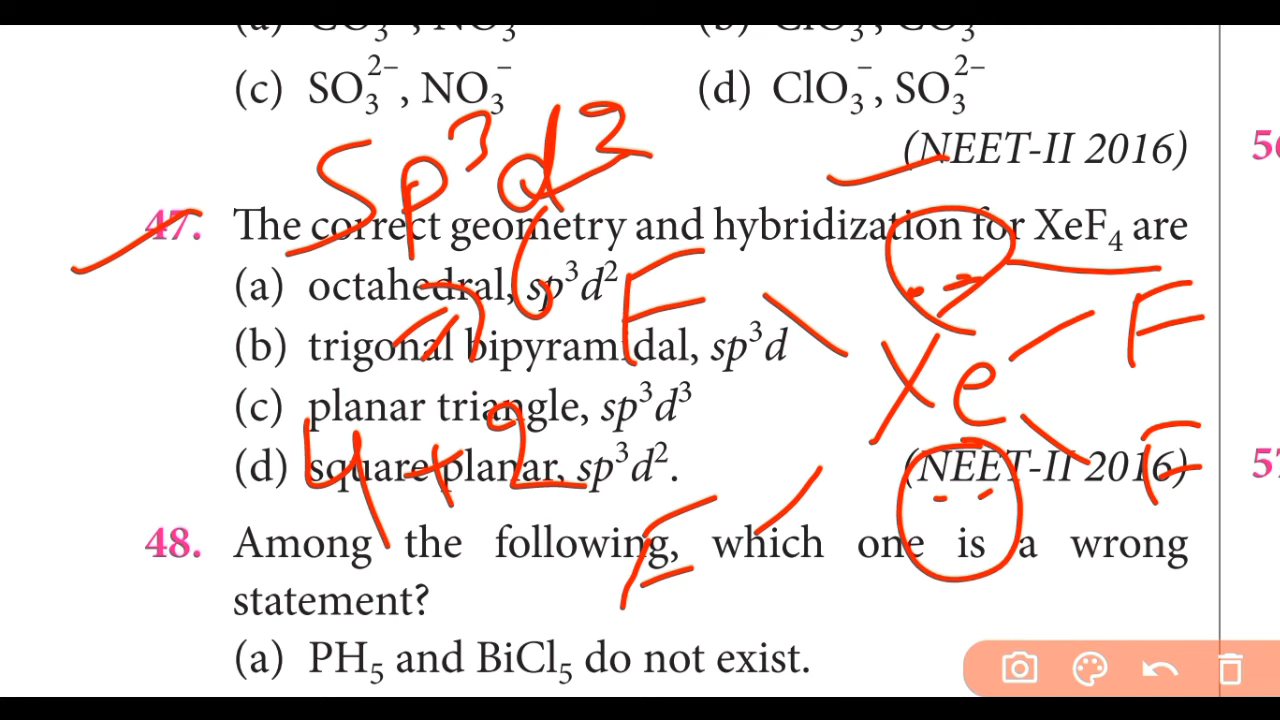 (c) SO₃²⁻, NO₃⁻ (d) ClO₃⁻, SO₃²⁻
(NEET-II 2016)
sp³d²
47. The correct geometry and hybridization for XeF₄ are
(a) octahedral, sp³d²
(b) trigonal bipyramidal, sp³d
(c) planar triangle, sp³d³
(d) square planar, sp³d². (NEET-II 2016)
6
F F
Xe
4+2
F F
48. Among the following, which one is a wrong
statement?
(a) PH₅ and BiCl₅ do not exist.